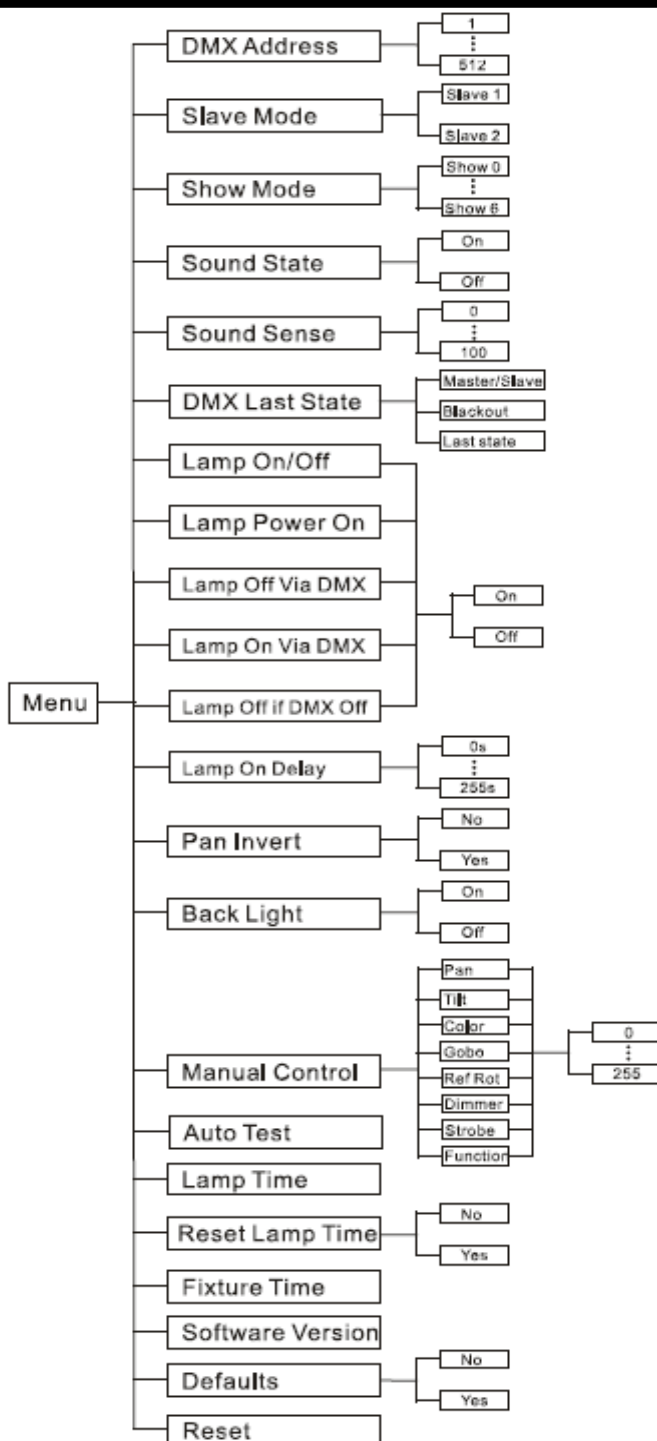 Menu
DMX Address
1
512
Slave Mode
Slave 1
Slave 2
Show Mode
Show 0
Show 6
Sound State
On
Off
Sound Sense
0
100
DMX Last State
Master/Slave
Blackout
Last state
Lamp On/Off
Lamp Power On
Lamp Off Via DMX
Lamp On Via DMX
Lamp Off if DMX Off
On
Off
Lamp On Delay
0s
255s
Pan Invert
No
Yes
Back Light
On
Off
Manual Control
Pan
Tilt
Color
Gobo
Ref Rot
Dimmer
Strobe
Function
0
255
Auto Test
Lamp Time
Reset Lamp Time
No
Yes
Fixture Time
Software Version
Defaults
No
Yes
Reset